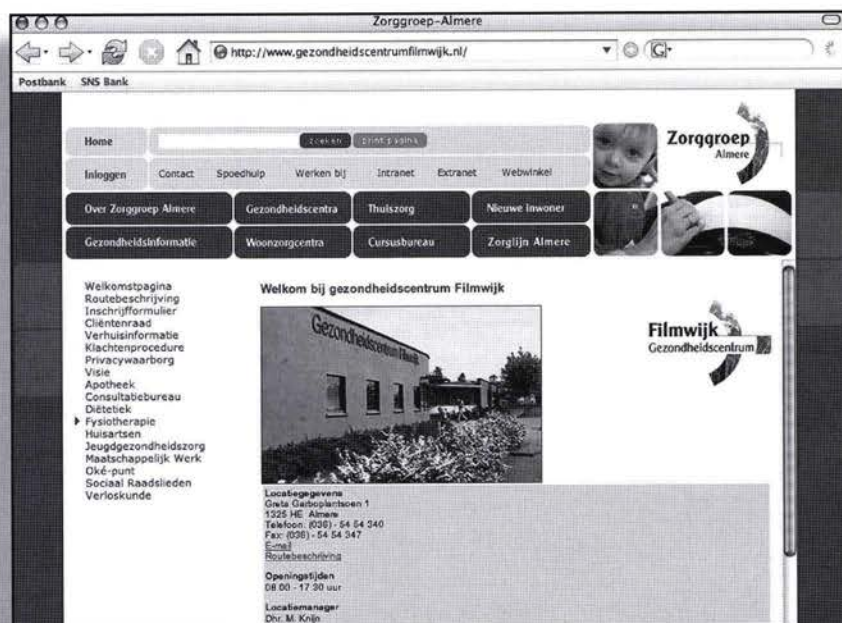 Zorggroep-Almere
http://www.gezondheidscentrumfilmwijk.nl/
G
Postbank SNS Bank
Home zoeken print pagina
Zorggroep
Almere
Inloggen Contact Spoedhulp Werken bij Intranet Extranet Webwinkel
Over Zorggroep Almere Gezondheidscentra Thuiszorg Nieuwe inwoner
Gezondheidsinformatie Woonzorgcentra Cursusbureau Zorglijn Almere
Welkomstpagina
Routebeschrijving
Inschrijfformulier
Cliëntenraad
Verhuisinformatie
Klachtenprocedure
Privacywaarborg
Visie
Apotheek
Consultatiebureau
Diëtetiek
Fysiotherapie
Huisartsen
Jeugdgezondheidszorg
Maatschappelijk Werk
Oké-punt
Sociaal Raadslieden
Verloskunde
Welkom bij gezondheidscentrum Filmwijk
Gezondheidscentrum Filmwijk
Filmwijk
Gezondheidscentrum
Locatiegegevens
Greta Garboplantsoen 1
1325 HE Almere
Telefoon: (036) - 54 54 340
Fax: (036) - 54 54 347
E-mail
Routebeschrijving
Openingstijden
08.00 - 17.30 uur
Locatiemanager
Dhr. M. Knijn